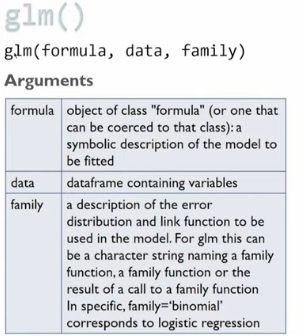 glm()
glm(formula, data, family)
Arguments
formula object of class "formula" (or one that
can be coerced to that class): a
symbolic description of the model to
be fitted
data dataframe containing variables
family a description of the error
distribution and link function to be
used in the model. For glm this can
be a character string naming a family
function, a family function or the
result of a call to a family function
In specific, family='binomial'
corresponds to logistic regression